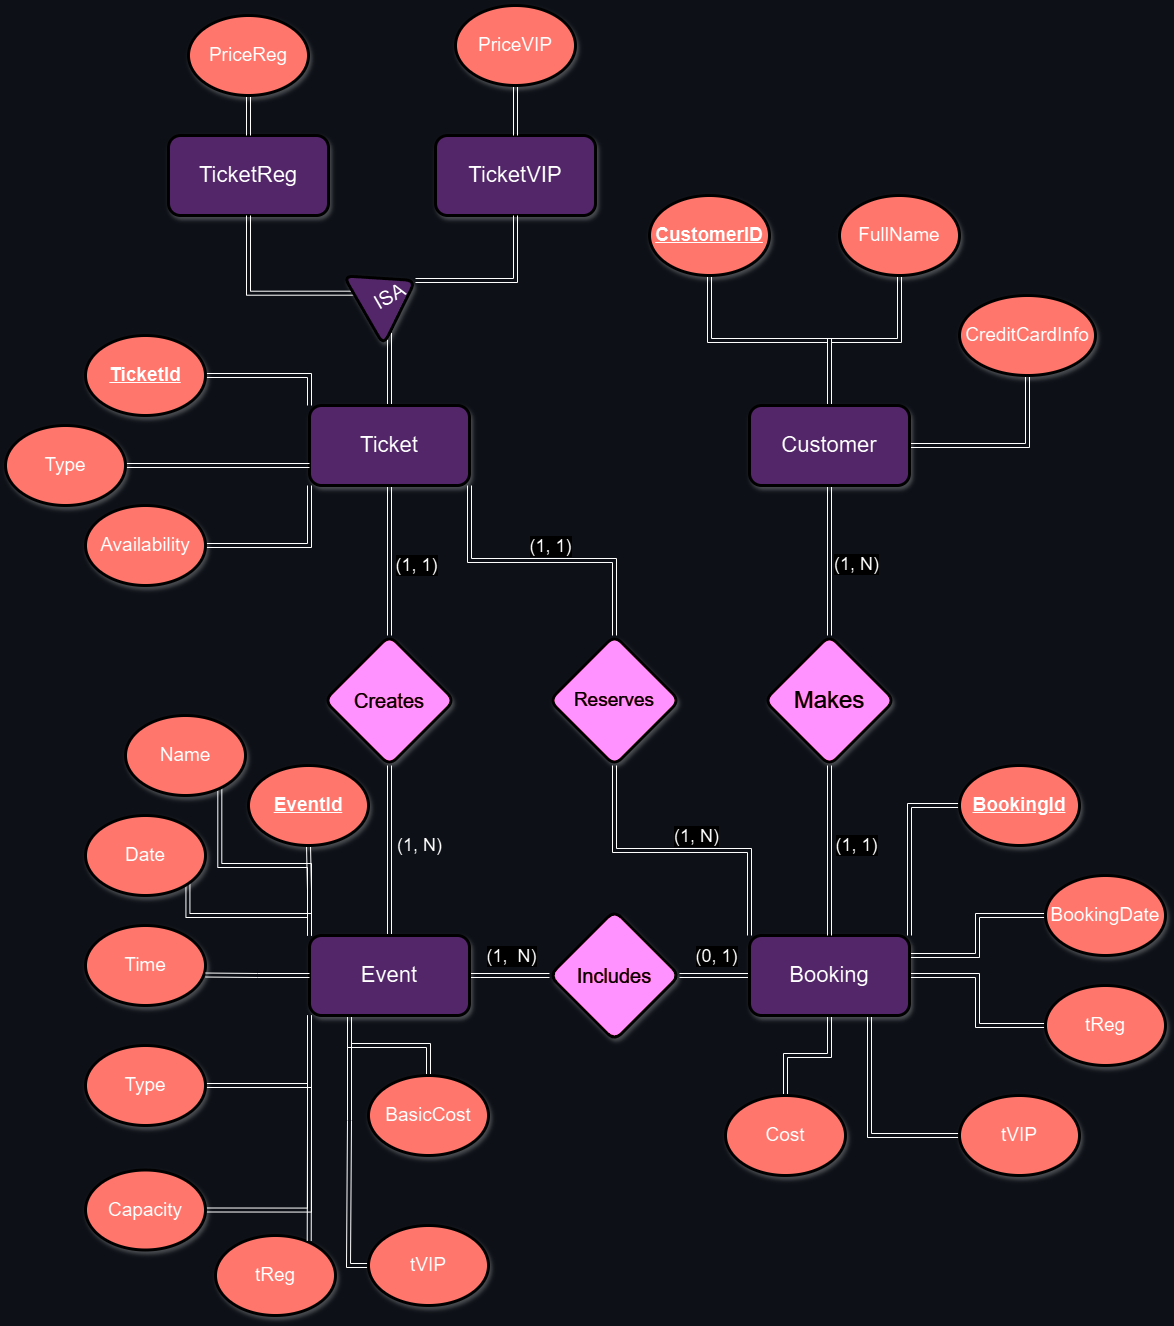 PriceReg
PriceVIP
TicketReg
TicketVIP
CustomerID
FullName
ISA
CreditCardInfo
TicketId
Type
Ticket
Customer
Availability
(1, 1)
(1, 1)
(1, N)
Creates
Reserves
Makes
Name
EventId
BookingId
Date
(1, N)
(1, N)
(1, 1)
BookingDate
Time
Event
(1, N)
Includes
(0, 1)
Booking
tReg
Type
BasicCost
Cost
tVIP
Capacity
tReg
tVIP